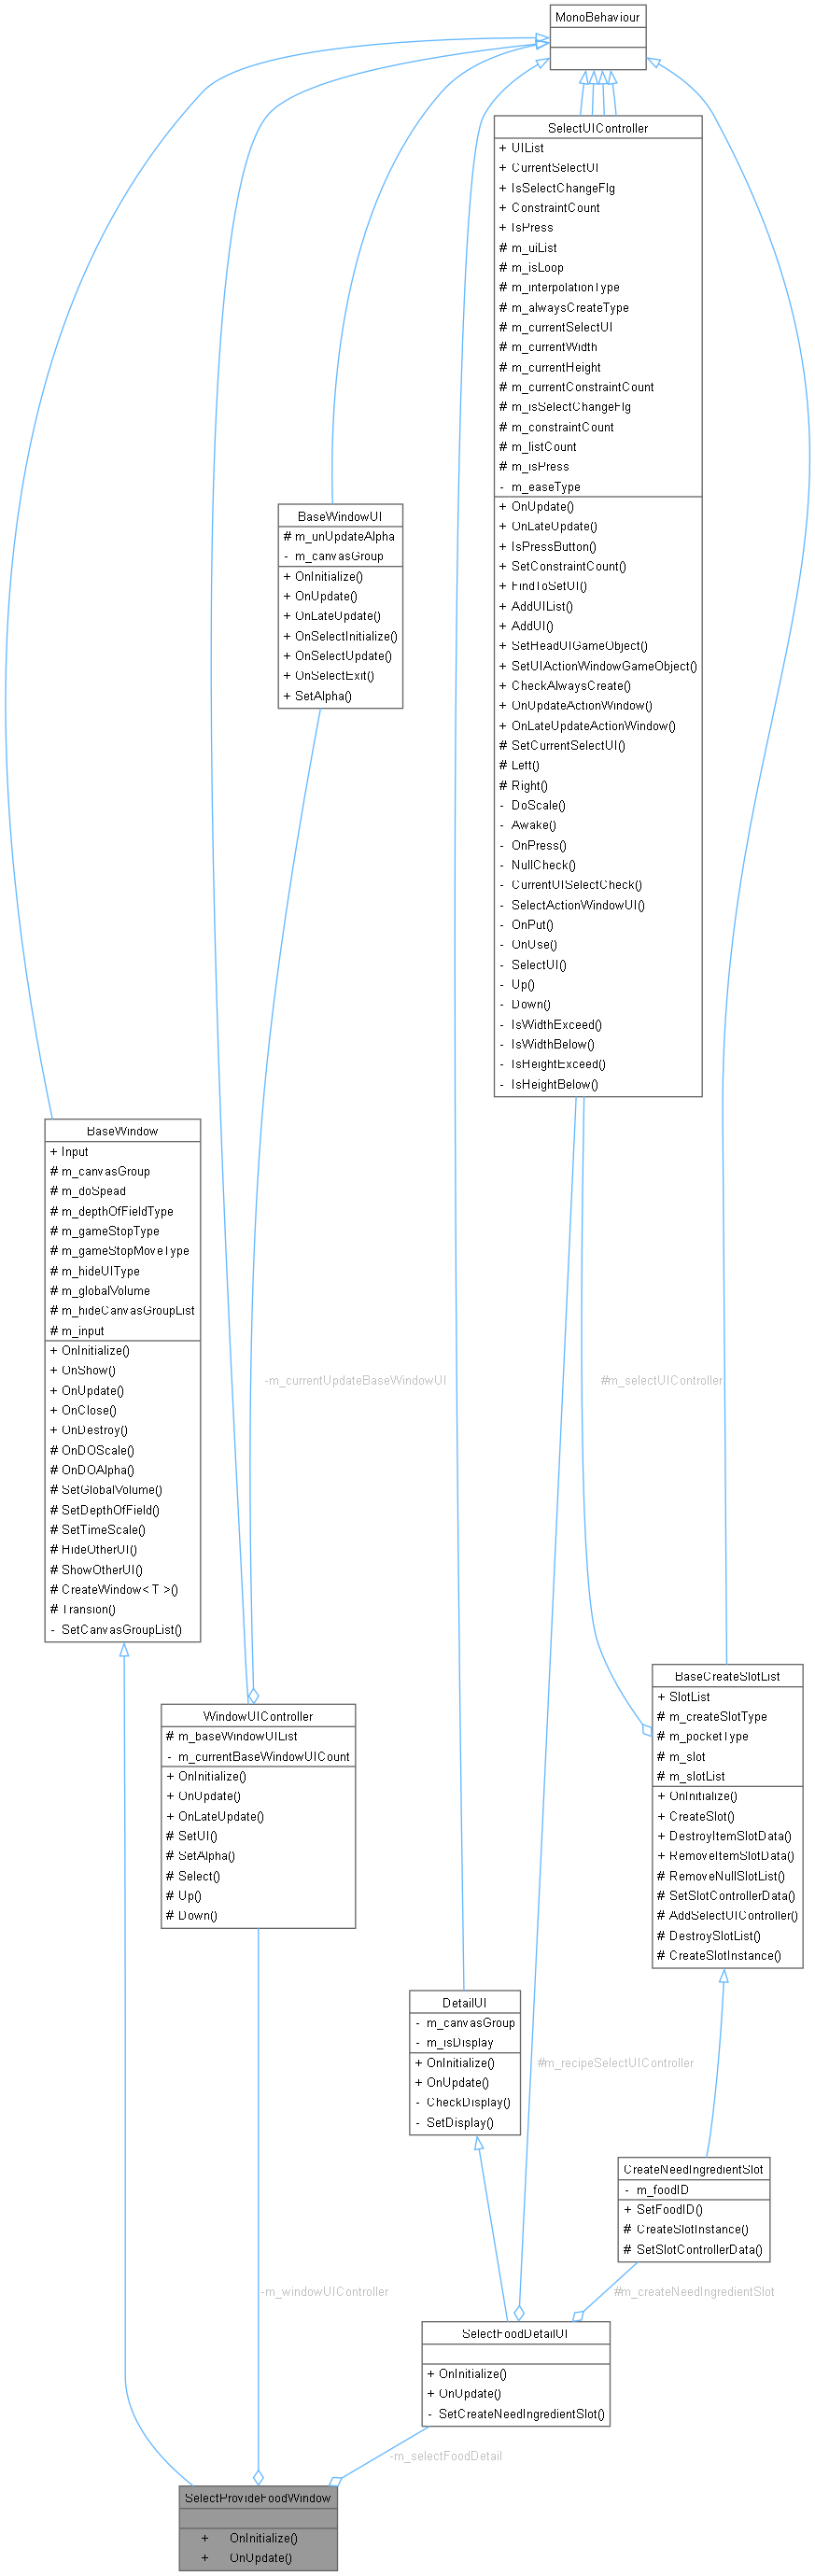 MonoBehaviour
SelectUIController
+ UIList
+ CurrentSelectUI
+ IsSelectChangeFlg
+ ConstraintCount
+ IsPress
# m_uiList
# m_isLoop
# m_interpolationType
# m_alwaysCreateType
# m_currentSelectUI
# m_currentWidth
# m_currentHeight
# m_currentConstraintCount
# m_isSelectChangeFlg
# m_constraintCount
# m_listCount
# m_isPress
- m_easeType
+ OnUpdate()
+ OnLateUpdate()
+ IsPressButton()
+ SetConstraintCount()
+ FindToSetUI()
+ AddUIList()
+ AddUI()
+ SetHeadUIGameObject()
+ SetUIActionWindowGameObject()
+ CheckAlwaysCreate()
+ OnUpdateActionWindow()
+ OnLateUpdateActionWindow()
# SetCurrentSelectUI()
# Left()
# Right()
- DoScale()
- Awake()
- OnPress()
- NullCheck()
- CurrentUISelectCheck()
- SelectActionWindowUI()
- OnPut()
- OnUse()
- SelectUI()
- Up()
- Down()
- IsWidthExceed()
- IsWidthBelow()
- IsHeightExceed()
- IsHeightBelow()
BaseWindowUI
# m_unUpdateAlpha
- m_canvasGroup
+ OnInitialize()
+ OnUpdate()
+ OnLateUpdate()
+ OnSelectInitialize()
+ OnSelectUpdate()
+ OnSelectExit()
+ SetAlpha()
BaseWindow
+ Input
# m_canvasGroup
# m_doSpead
# m_depthOfFieldType
# m_gameStopType
# m_gameStopMoveType
# m_hideUIType
# m_globalVolume
# m_hideCanvasGroupList
# m_input
+ OnInitialize()
+ OnShow()
+ OnUpdate()
+ OnClose()
+ OnDestroy()
# OnDOScale()
# OnDOAlpha()
# SetGlobalVolume()
# SetDepthOfField()
# SetTimeScale()
# HideOtherUI()
# ShowOtherUI()
# CreateWindow< T >()
# Transion()
- SetCanvasGroupList()
-m_currentUpdateBaseWindowUI
#m_selectUIController
BaseCreateSlotList
+ SlotList
# m_createSlotType
# m_pocketType
# m_slot
# m_slotList
+ OnInitialize()
+ CreateSlot()
+ DestroyItemSlotData()
+ RemoveItemSlotData()
# RemoveNullSlotList()
# SetSlotControllerData()
# AddSelectUIController()
# DestroySlotList()
# CreateSlotInstance()
WindowUIController
# m_baseWindowUIList
- m_currentBaseWindowUICount
+ OnInitialize()
+ OnUpdate()
+ OnLateUpdate()
# SetUI()
# SetAlpha()
# Select()
# Up()
# Down()
DetailUI
- m_canvasGroup
- m_isDisplay
+ OnInitialize()
+ OnUpdate()
- CheckDisplay()
- SetDisplay()
#m_recipeSelectUIController
CreateNeedIngredientSlot
- m_foodID
+ SetFoodID()
# CreateSlotInstance()
# SetSlotControllerData()
-m_windowUIController
#m_createNeedIngredientSlot
SelectFoodDetailUI
+ OnInitialize()
+ OnUpdate()
- SetCreateNeedIngredientSlot()
-m_selectFoodDetail
SelectProvideFoodWindow
+ OnInitialize()
+ OnUpdate()